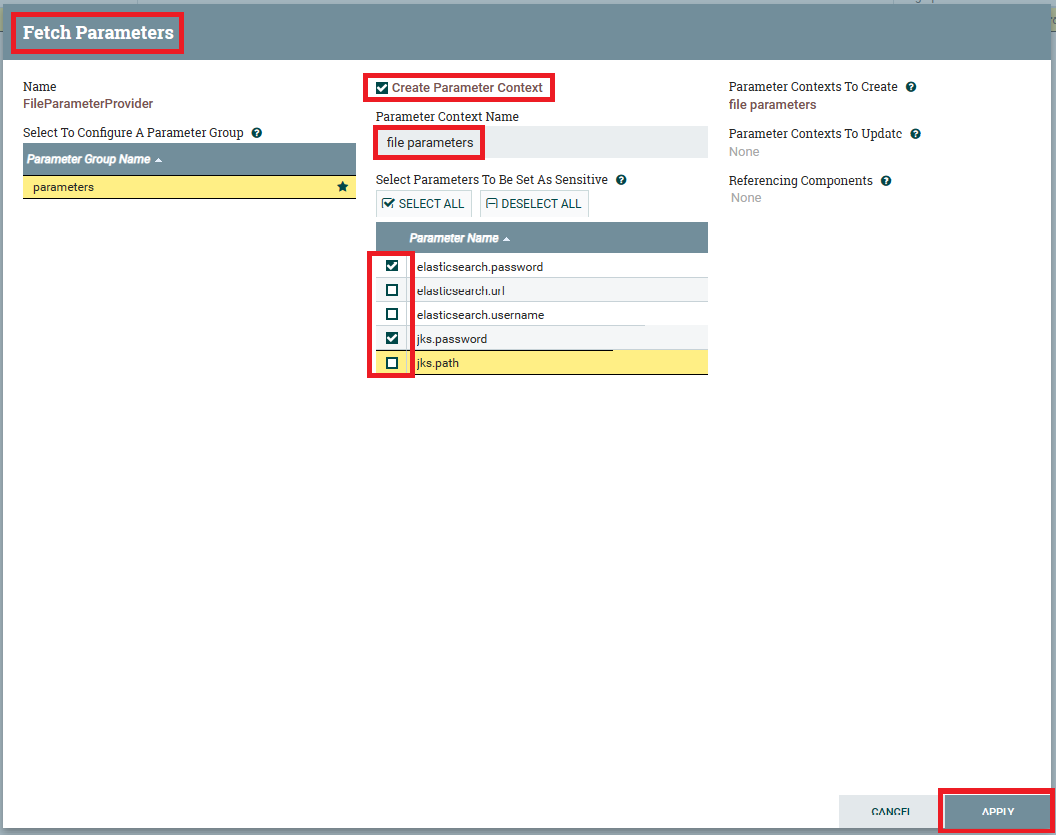 Fetch Parameters
Name
FileParameterProvider
Select To Configure A Parameter Group
Parameter Group Name
parameters
Create Parameter Context
Parameter Context Name
file parameters
Select Parameters To Be Set As Sensitive
SELECT ALL
DESELECT ALL
Parameter Name
elasticsearch.password
elasticsearch.url
elasticsearch.username
jks.password
jks.path
Parameter Contexts To Create
file parameters
Parameter Contexts To Update
None
Referencing Components
None
CANCEL
APPLY